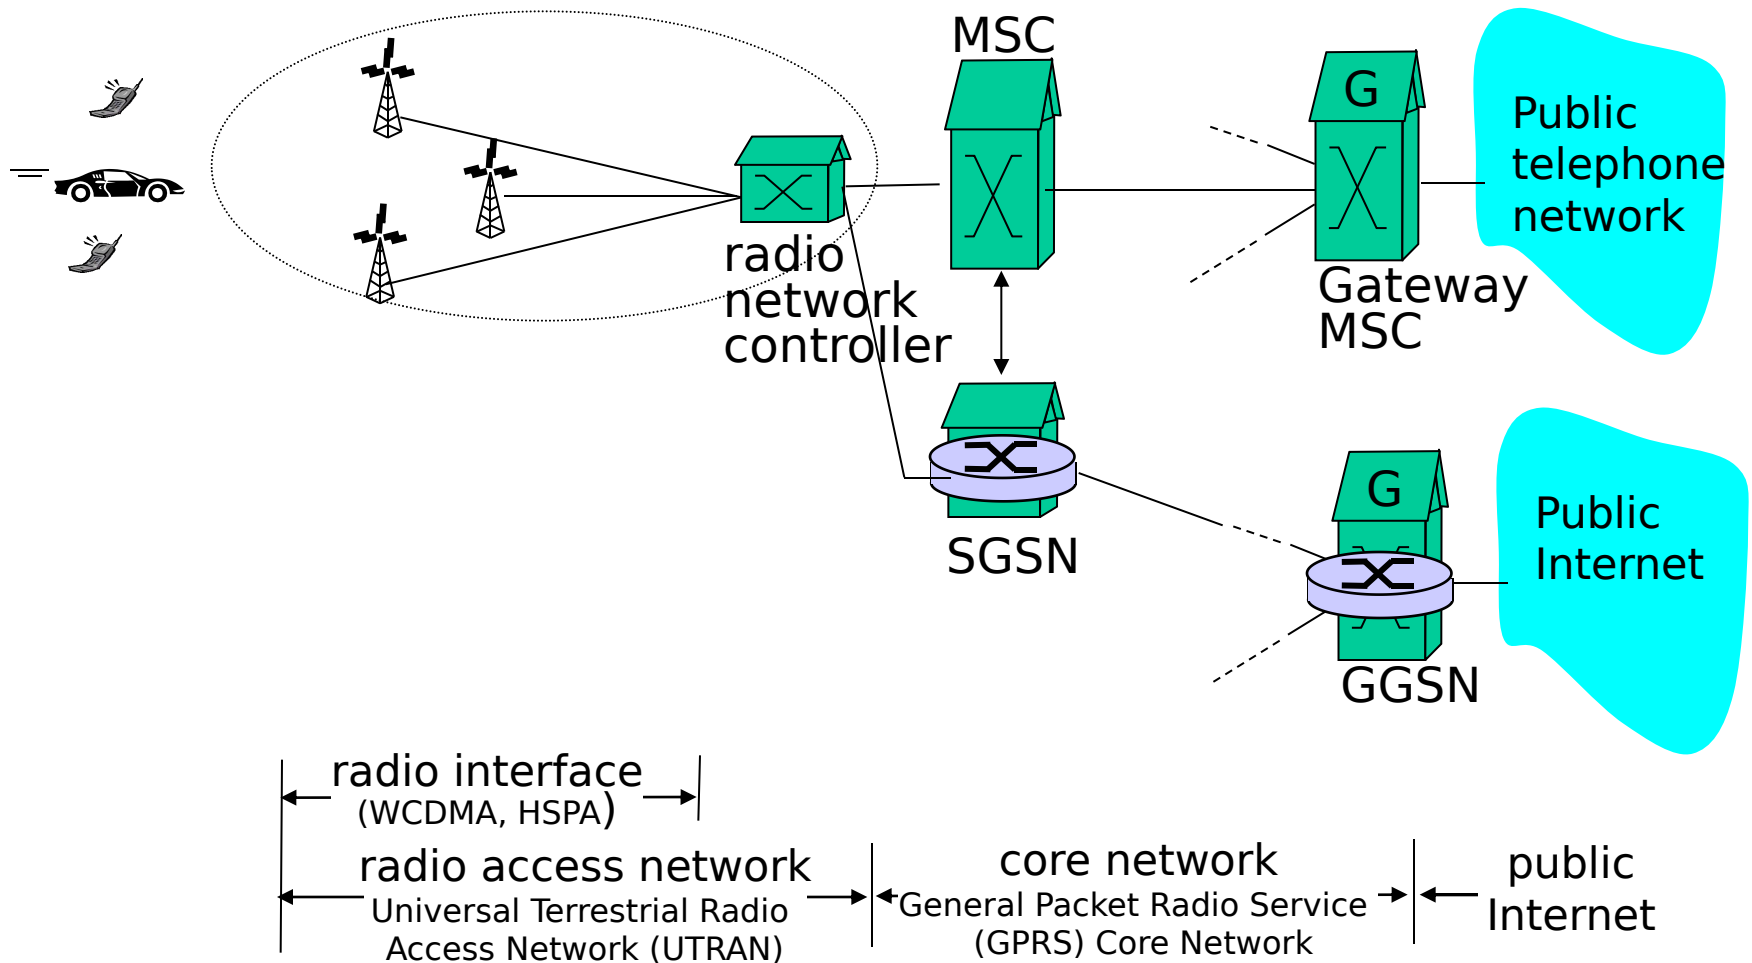 MSC
G
Public
telephone
network
radio
network
controller
Gateway
MSC
G
Public
Internet
SGSN
GGSN
radio interface
(WCDMA, HSPA)
radio access network
Universal Terrestrial Radio
Access Network (UTRAN)
core network
General Packet Radio Service
(GPRS) Core Network
public
Internet